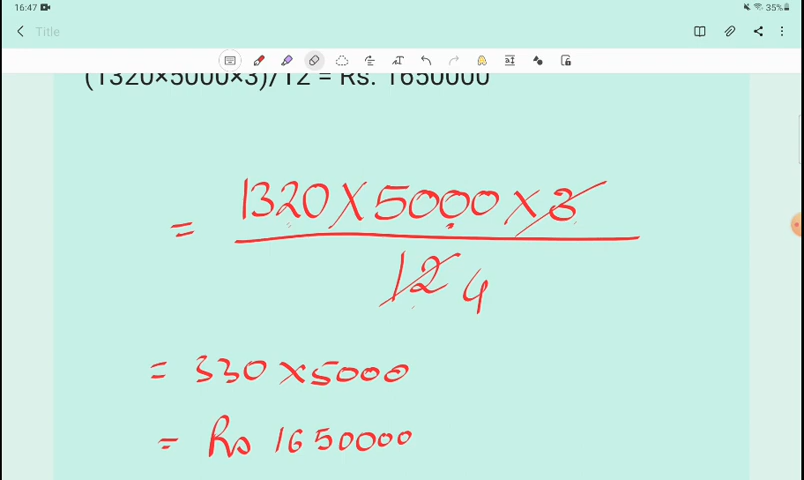 16:47
35%
Title
(1320×5000×3)/12 = Rs. 1650000
= 1320 × 5000 × 3
12 4
= 330 × 5000
= Rs 1650000